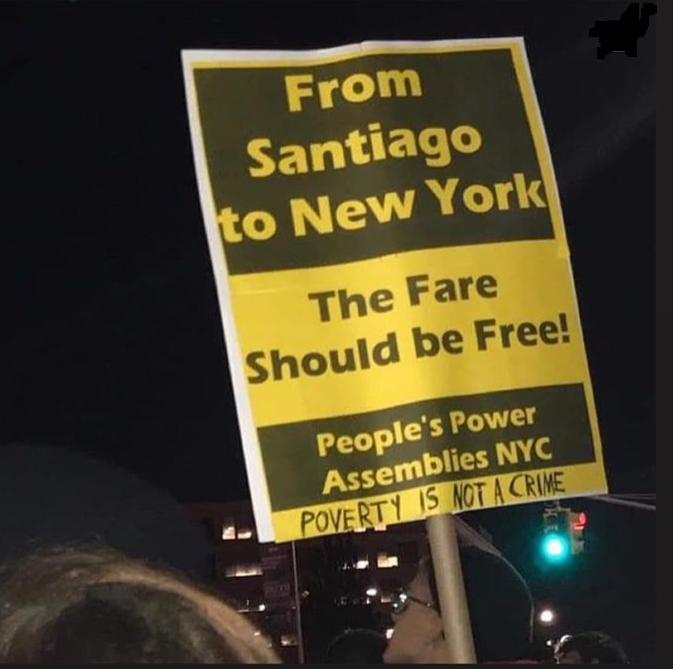 From
Santiago
to New York
The Fare
Should be Free!
People's Power
Assemblies NYC
POVERTY IS NOT A CRIME